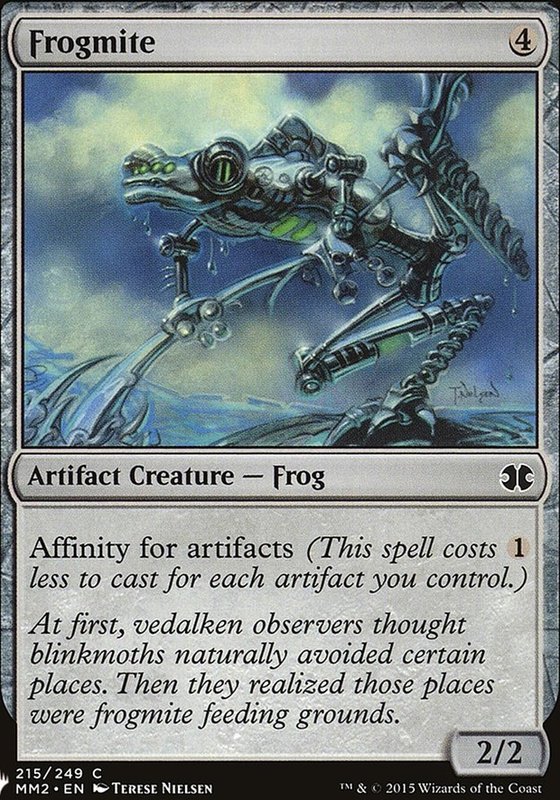 Frogmite 4
T. Nielsen
Artifact Creature — Frog
Affinity for artifacts (This spell costs 1
less to cast for each artifact you control.)
At first, vedalken observers thought
blinkmoths naturally avoided certain
places. Then they realized those places
were frogmite feeding grounds.
2/2
215/249 C
MM2 • EN Terese Nielsen
™ & © 2015 Wizards of the Coast